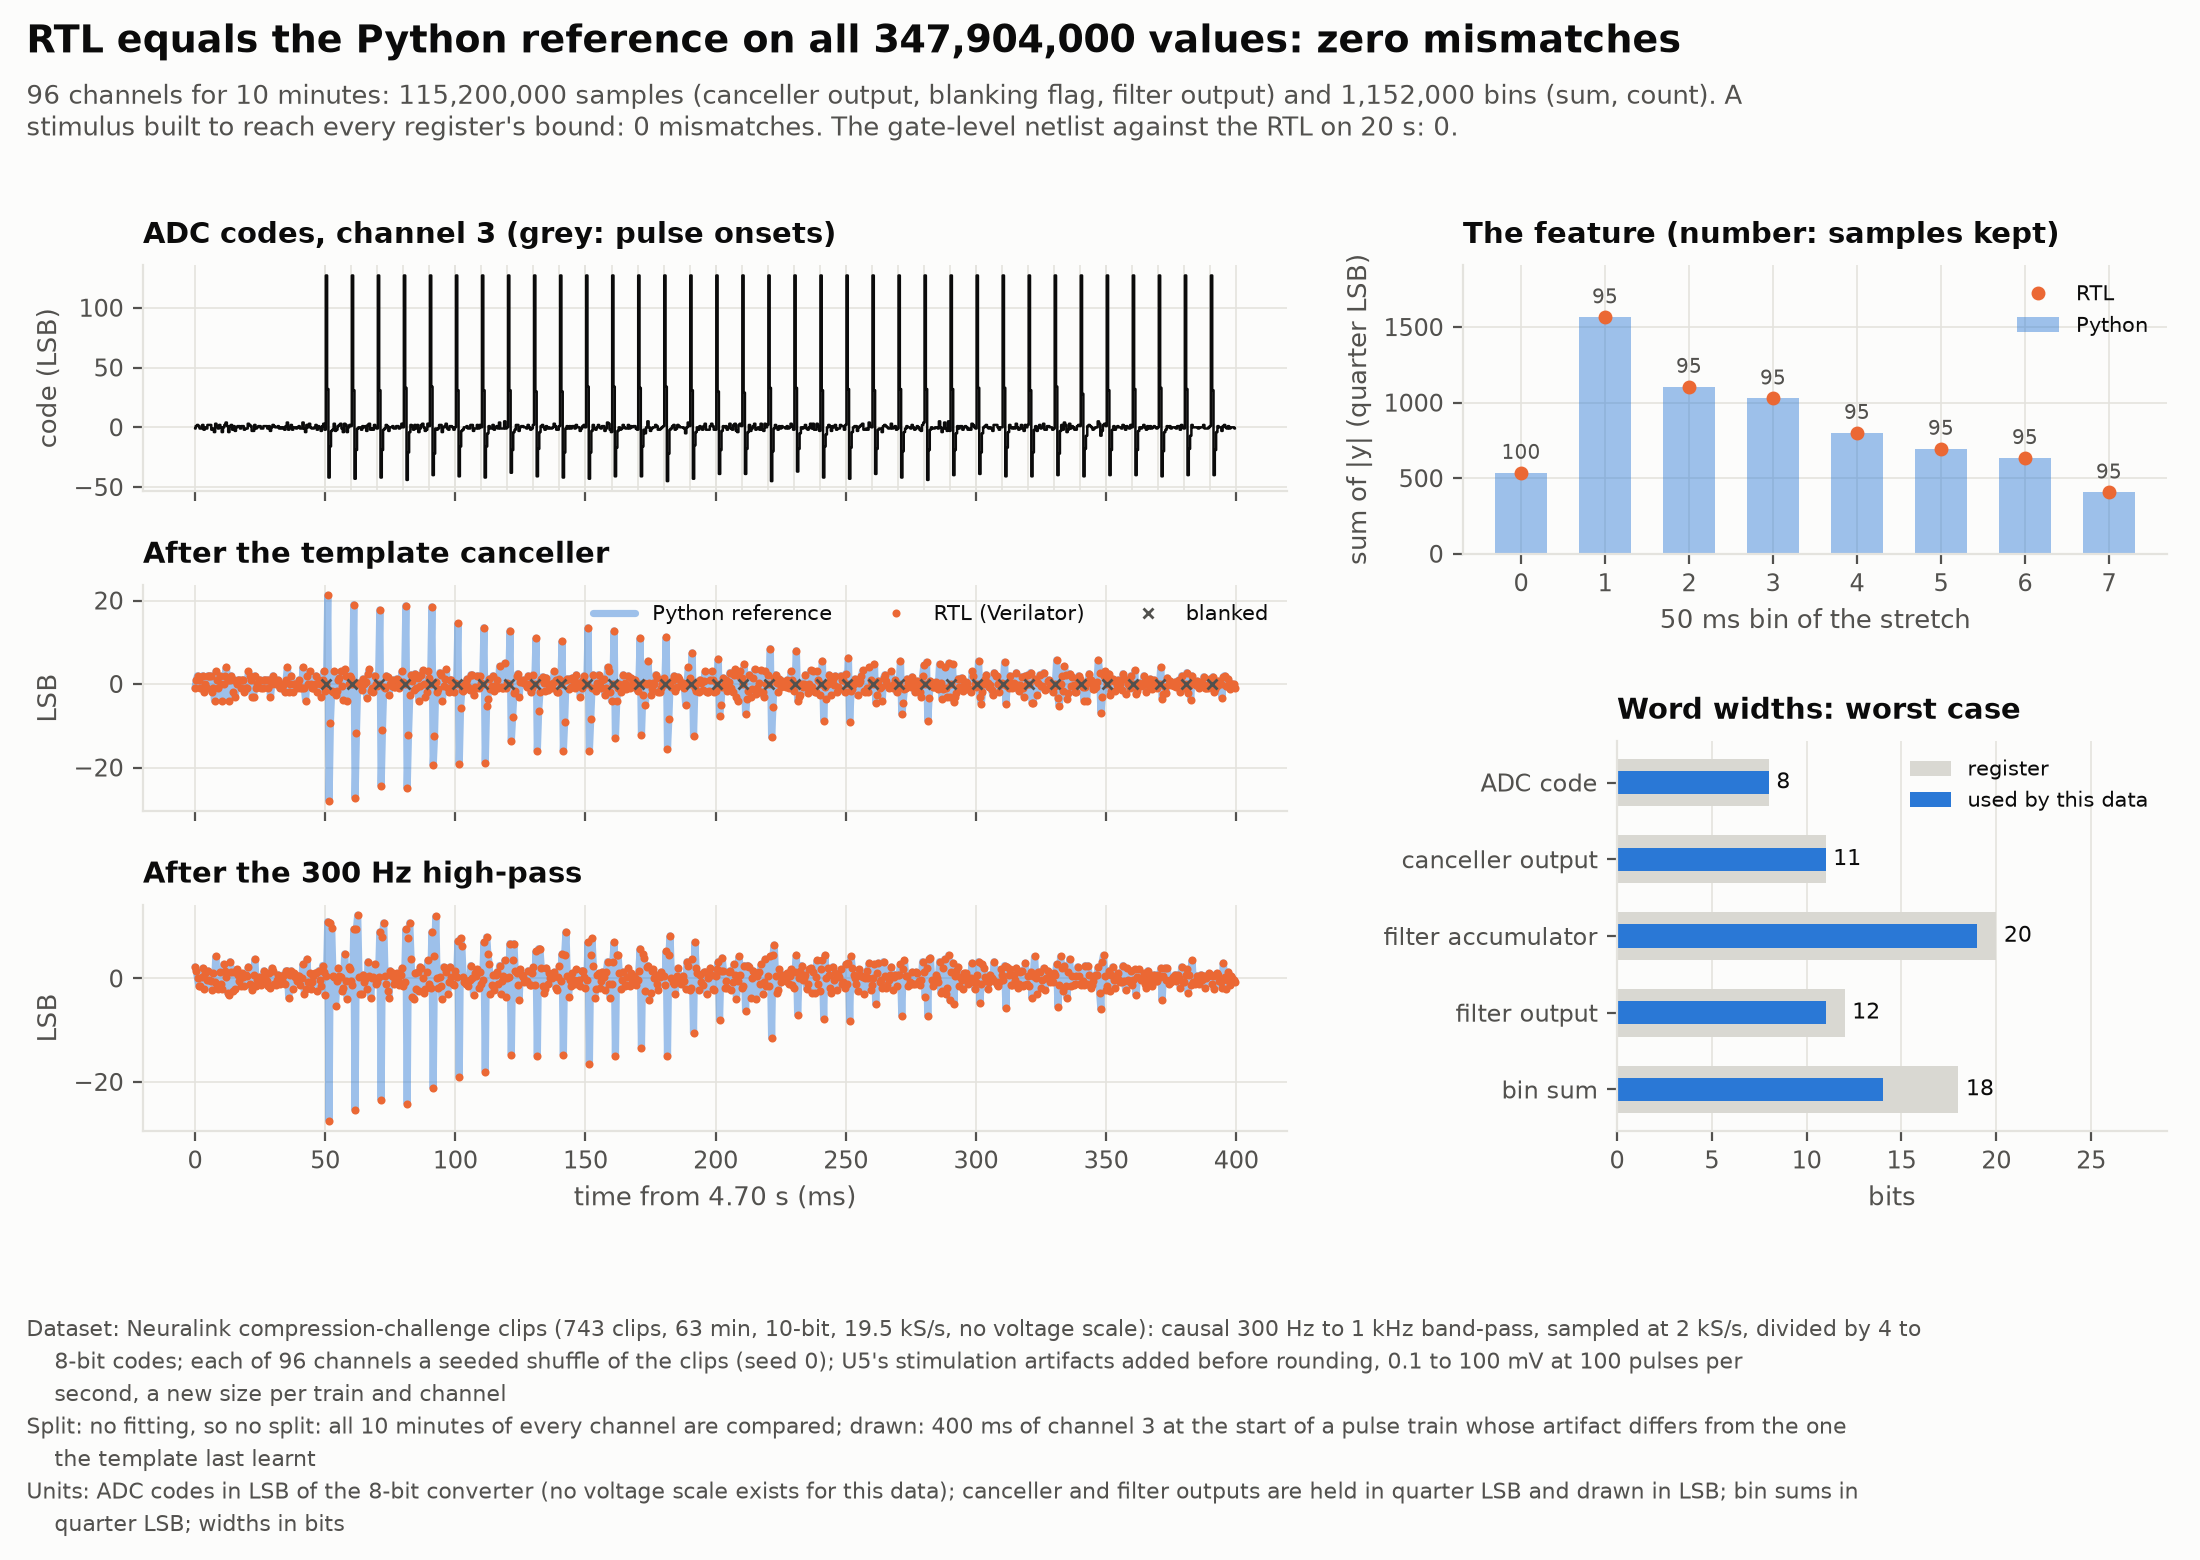 RTL equals the Python reference on all 347,904,000 values: zero mismatches
96 channels for 10 minutes: 115,200,000 samples (canceller output, blanking flag, filter output) and 1,152,000 bins (sum, count). A
stimulus built to reach every register's bound: 0 mismatches. The gate-level netlist against the RTL on 20 s: 0.
ADC codes, channel 3 (grey: pulse onsets)
code (LSB)
100
50
0
−50
After the template canceller
LSB
20
0
−20
Python reference
RTL (Verilator)
blanked
After the 300 Hz high-pass
LSB
0
−20
0 50 100 150 200 250 300 350 400
time from 4.70 s (ms)
The feature (number: samples kept)
sum of |y| (quarter LSB)
1500
1000
500
0
RTL
Python
100 95 95 95 95 95 95 95
0 1 2 3 4 5 6 7
50 ms bin of the stretch
Word widths: worst case
register
used by this data
ADC code 8
canceller output 11
filter accumulator 20
filter output 12
bin sum 18
0 5 10 15 20 25
bits
Dataset: Neuralink compression-challenge clips (743 clips, 63 min, 10-bit, 19.5 kS/s, no voltage scale): causal 300 Hz to 1 kHz band-pass, sampled at 2 kS/s, divided by 4 to
8-bit codes; each of 96 channels a seeded shuffle of the clips (seed 0); U5's stimulation artifacts added before rounding, 0.1 to 100 mV at 100 pulses per
second, a new size per train and channel
Split: no fitting, so no split: all 10 minutes of every channel are compared; drawn: 400 ms of channel 3 at the start of a pulse train whose artifact differs from the one
the template last learnt
Units: ADC codes in LSB of the 8-bit converter (no voltage scale exists for this data); canceller and filter outputs are held in quarter LSB and drawn in LSB; bin sums in
quarter LSB; widths in bits